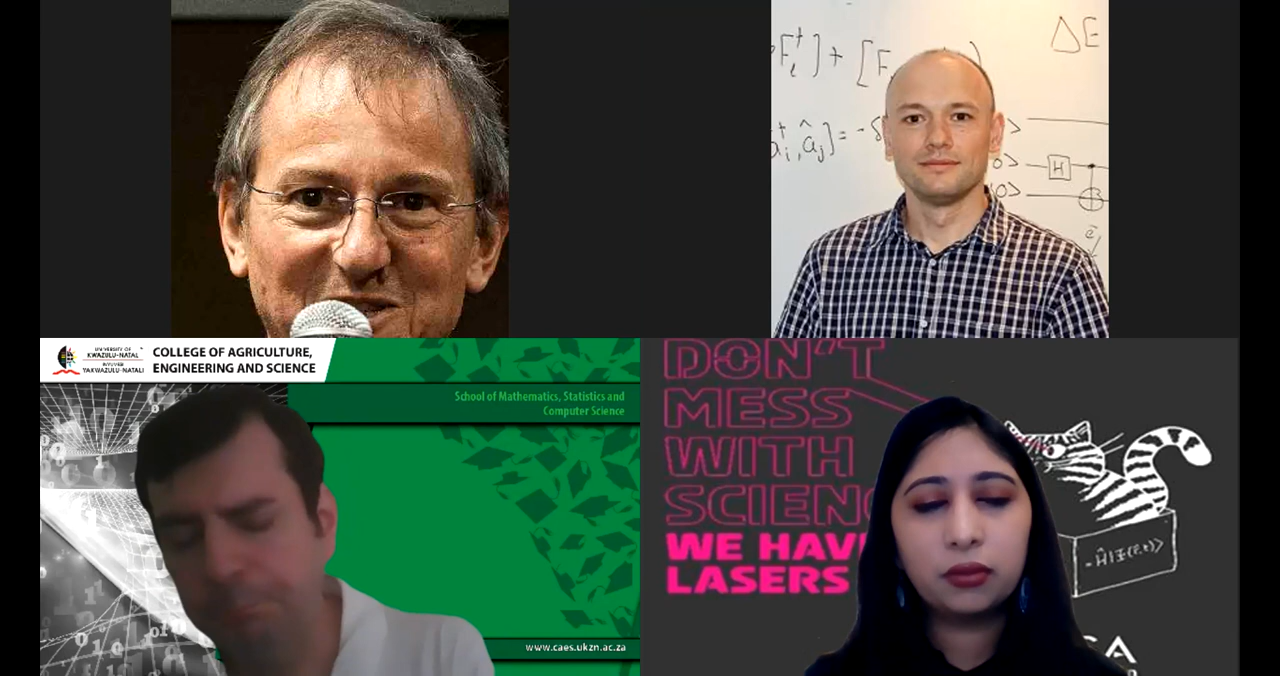 ΔE
H
UNIVERSITY OF
KWAZULU-NATAL
INYUVESI
YAKWAZULU-NATALI
COLLEGE OF AGRICULTURE,
ENGINEERING AND SCIENCE
School of Mathematics, Statistics and
Computer Science
www.caes.ukzn.ac.za
DON'T
MESS
WITH
SCIEN
WE HAV
LASERS